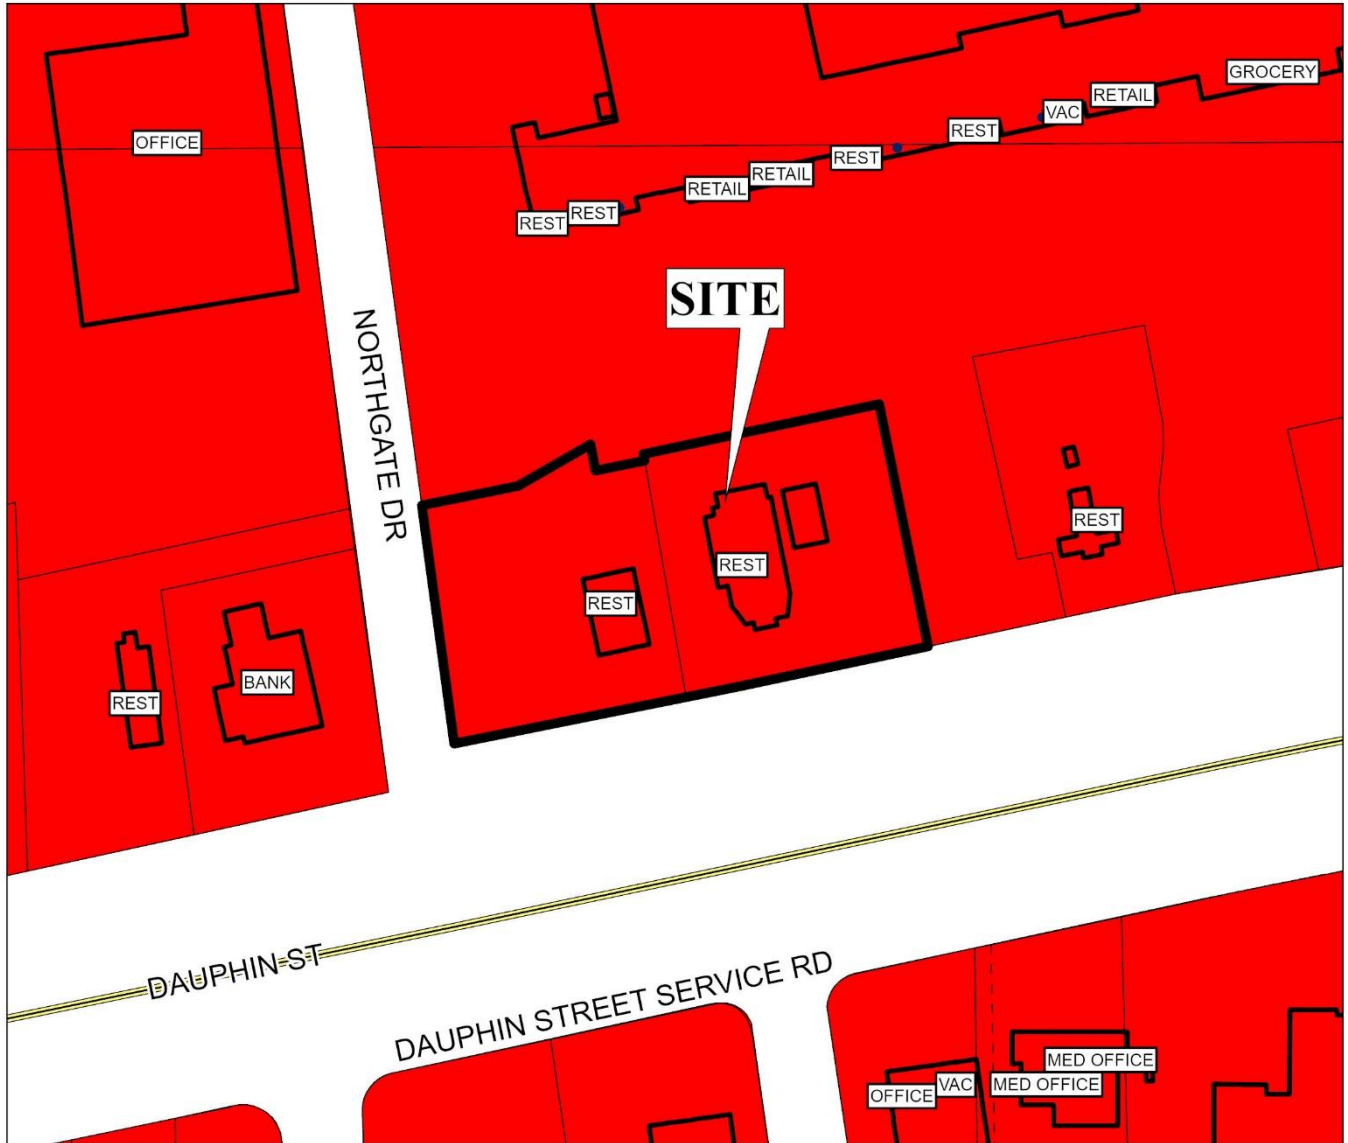 GROCERY
RETAIL
VAC
REST
OFFICE
REST
RETAIL
RETAIL
REST
REST
SITE
NORTHGATE DR
REST
REST
REST
BANK
REST
DAUPHIN ST
DAUPHIN STREET SERVICE RD
MED OFFICE
MED OFFICE
VAC
OFFICE